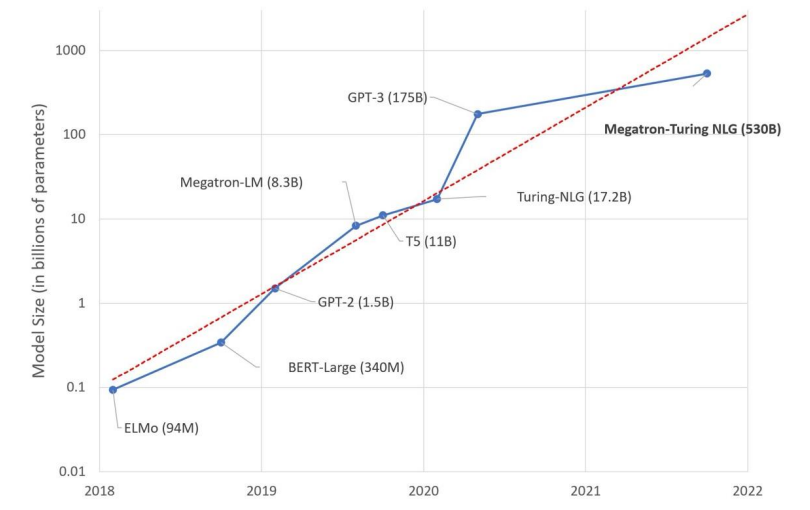 1000
GPT-3 (175B)
100
Megatron-Turing NLG (530B)
Megatron-LM (8.3B)
Turing-NLG (17.2B)
10
T5 (11B)
1
GPT-2 (1.5B)
BERT-Large (340M)
0.1
ELMo (94M)
0.01
Model Size (in billions of parameters)
2018 2019 2020 2021 2022